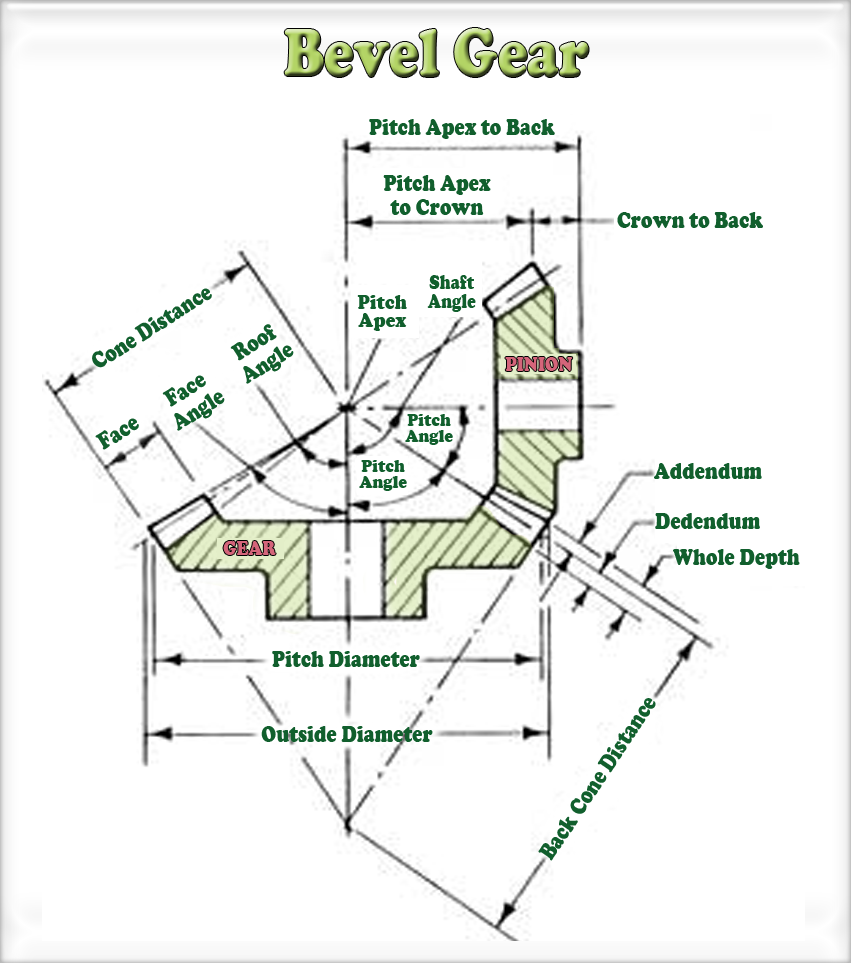 Bevel Gear
Pitch Apex to Back
Pitch Apex
to Crown
Crown to Back
Shaft
Angle
Pitch
Apex
Cone Distance
Roof
Angle
Face
Angle
Face
PINION
Pitch
Angle
Pitch
Angle
Addendum
Dedendum
Whole Depth
GEAR
Pitch Diameter
Outside Diameter
Back Cone Distance